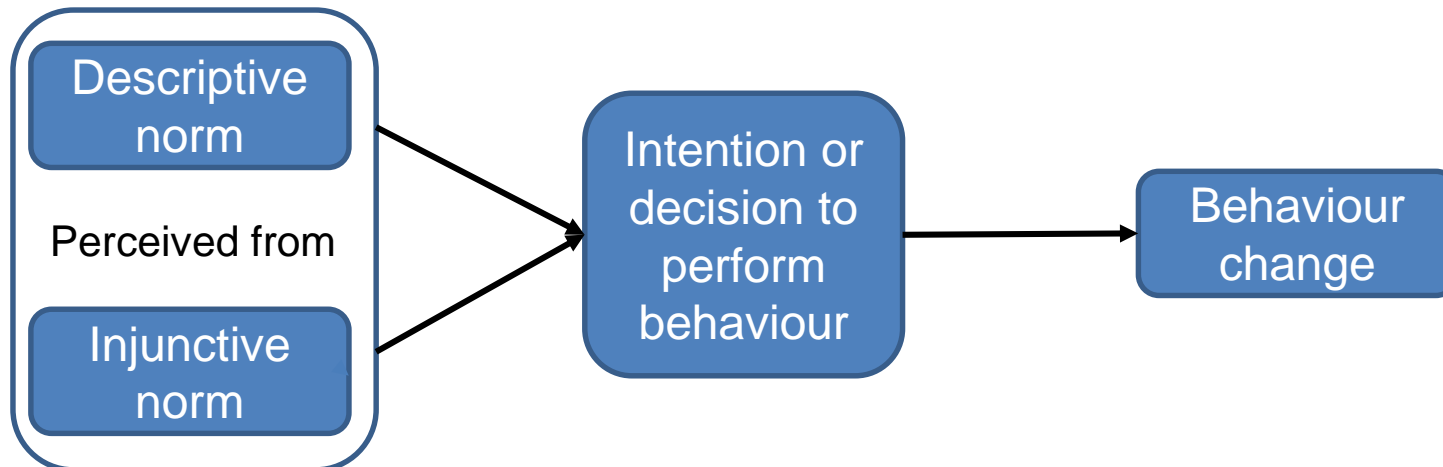 Descriptive
norm
Perceived from
Injunctive
norm
Intention or
decision to
perform
behaviour
Behaviour
change